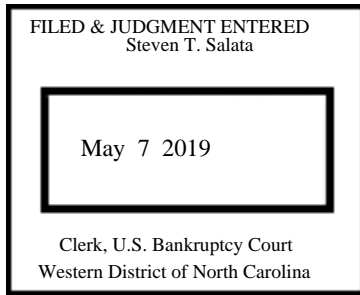 FILED & JUDGMENT ENTERED
Steven T. Salata
May 7 2019
Clerk, U.S. Bankruptcy Court
Western District of North Carolina